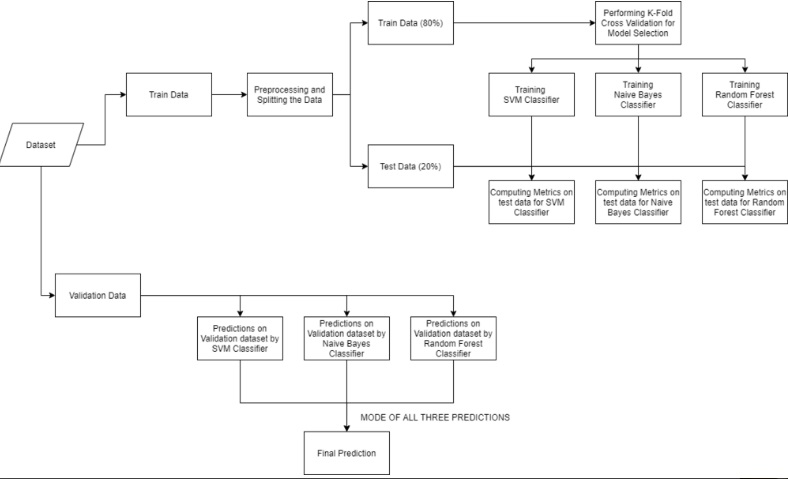 Train Data (80%)
Performing K-Fold
Cross Validation for
Model Selection
Train Data
Preprocessing and
Splitting the Data
Training
SVM Classifier
Training
Naive Bayes
Classifier
Training
Random Forest
Classifier
Dataset
Test Data (20%)
Computing Metrics on
test data for SVM
Classifier
Computing Metrics on
test data for Naive
Bayes Classifier
Computing Metrics on
test data for Random
Forest Classifier
Validation Data
Predictions on
Validation dataset by
SVM Classifier
Predictions on
Validation dataset by
Naive Bayes
Classifier
Predictions on
Validation dataset by
Random Forest
Classifier
MODE OF ALL THREE PREDICTIONS
Final Prediction